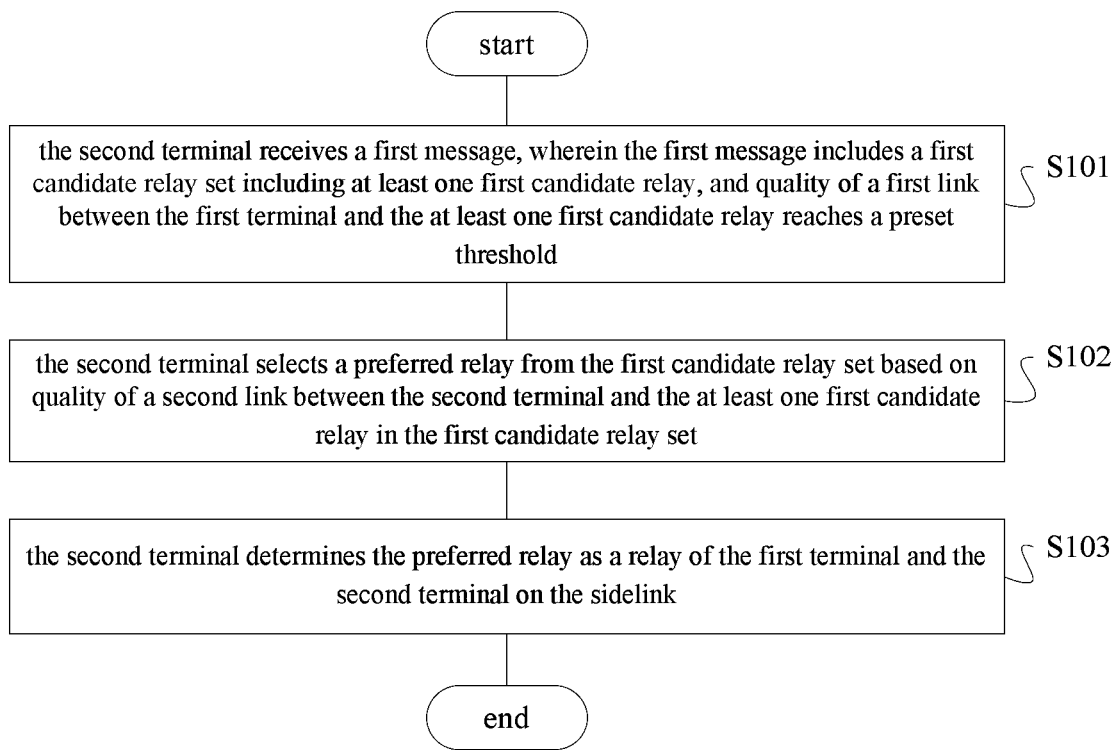 start
the second terminal receives a first message, wherein the first message includes a first
candidate relay set including at least one first candidate relay, and quality of a first link
between the first terminal and the at least one first candidate relay reaches a preset
threshold
S101
the second terminal selects a preferred relay from the first candidate relay set based on
quality of a second link between the second terminal and the at least one first candidate
relay in the first candidate relay set
S102
the second terminal determines the preferred relay as a relay of the first terminal and the
second terminal on the sidelink
S103
end